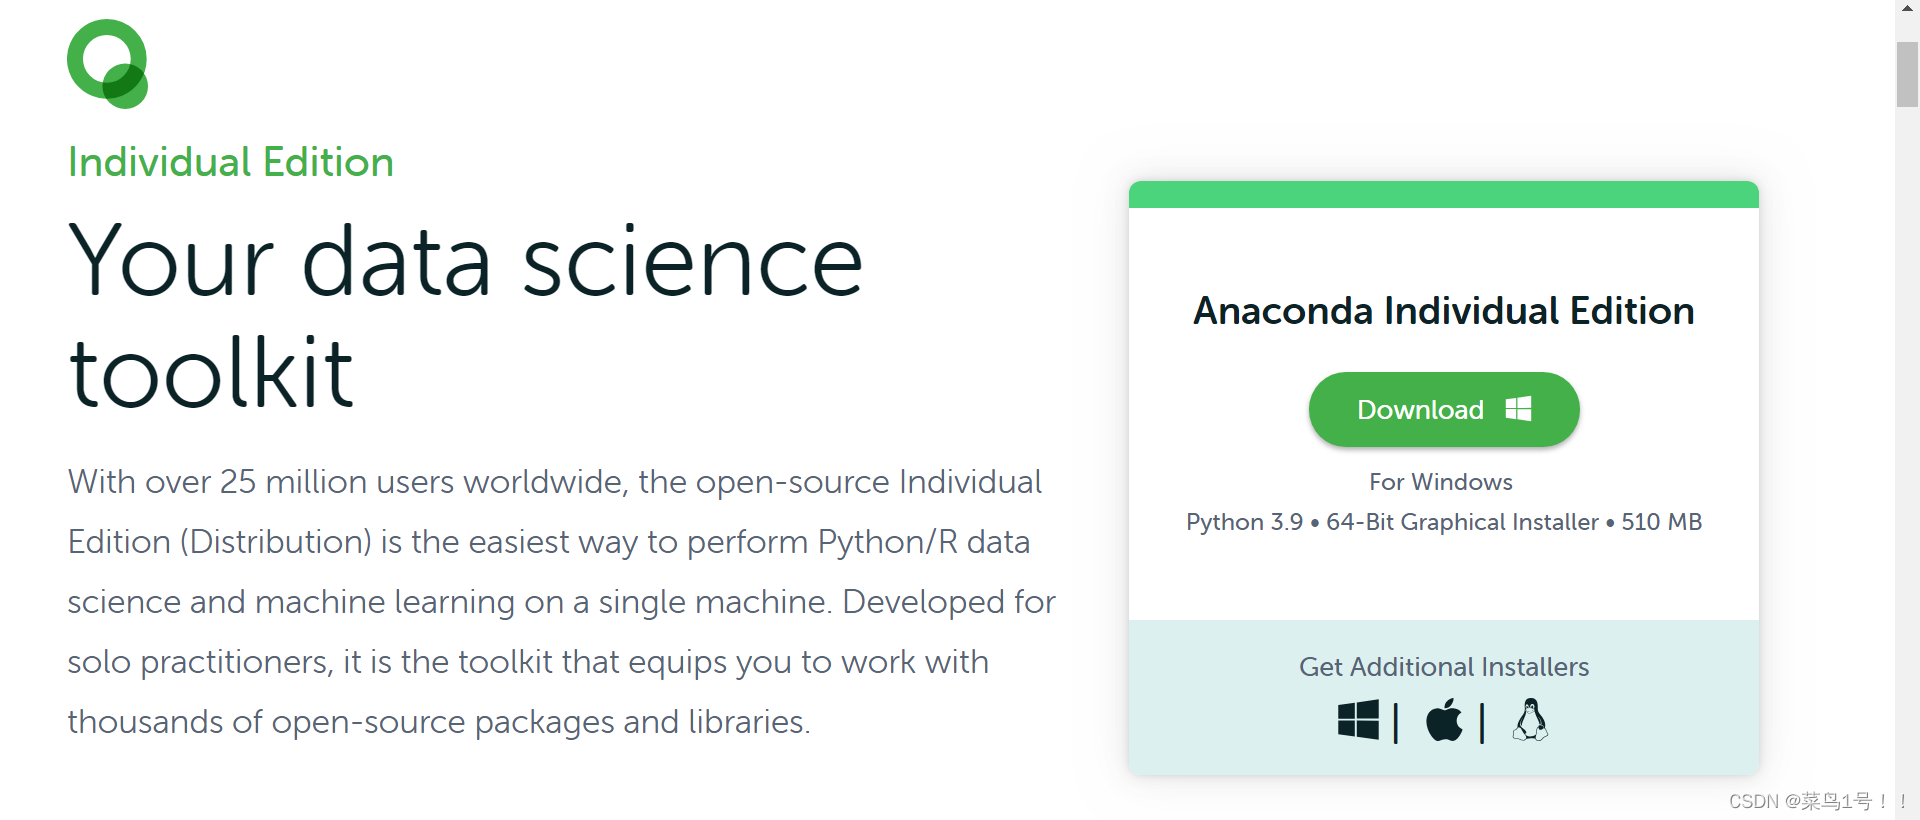 Individual Edition
Your data science
toolkit
With over 25 million users worldwide, the open-source Individual
Edition (Distribution) is the easiest way to perform Python/R data
science and machine learning on a single machine. Developed for
solo practitioners, it is the toolkit that equips you to work with
thousands of open-source packages and libraries.
Anaconda Individual Edition
Download
For Windows
Python 3.9 • 64-Bit Graphical Installer • 510 MB
Get Additional Installers
CSDN @菜鸟1号！！